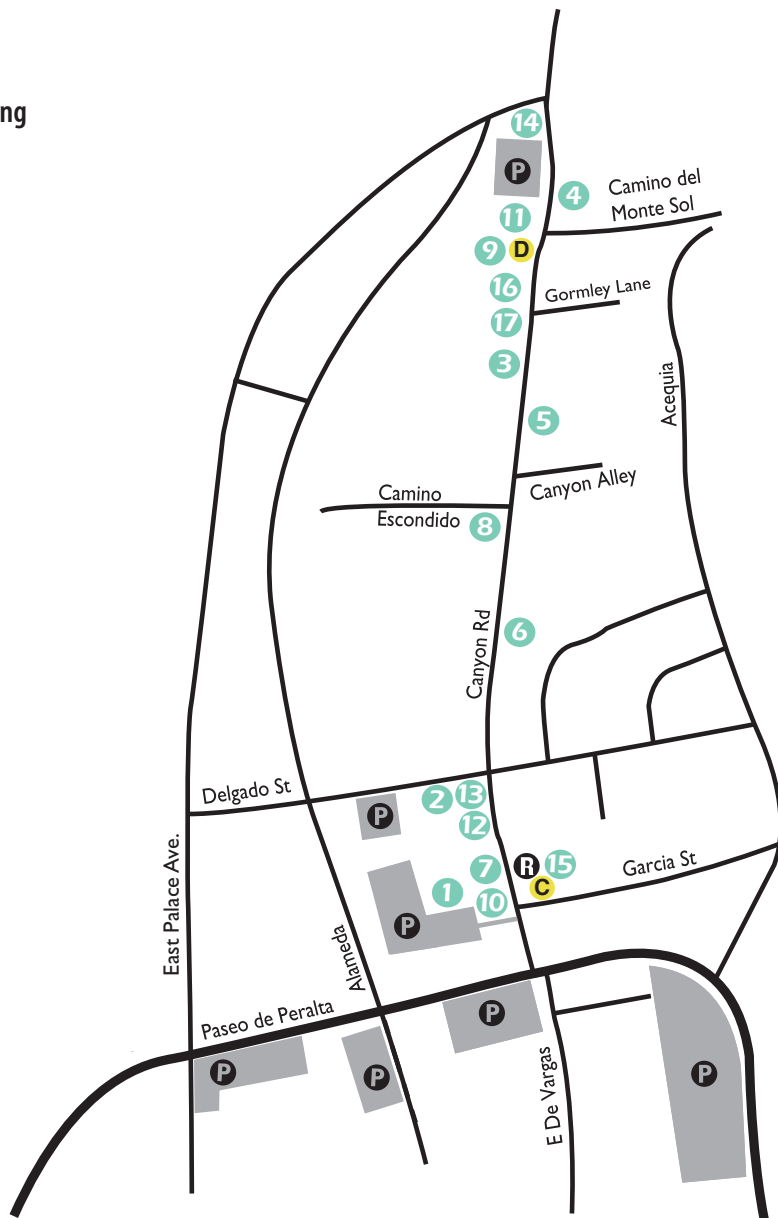 ng
14
P
4
Camino del
Monte Sol
11
9
D
16
Gormley Lane
17
3
Acequia
5
Canyon Alley
Camino
Escondido
8
6
Canyon Rd
Delgado St
2
13
P
12
East Palace Ave.
7
R
15
Garcia St
C
1
10
P
Alameda
Paseo de Peralta
P
P
P
P
E De Vargas